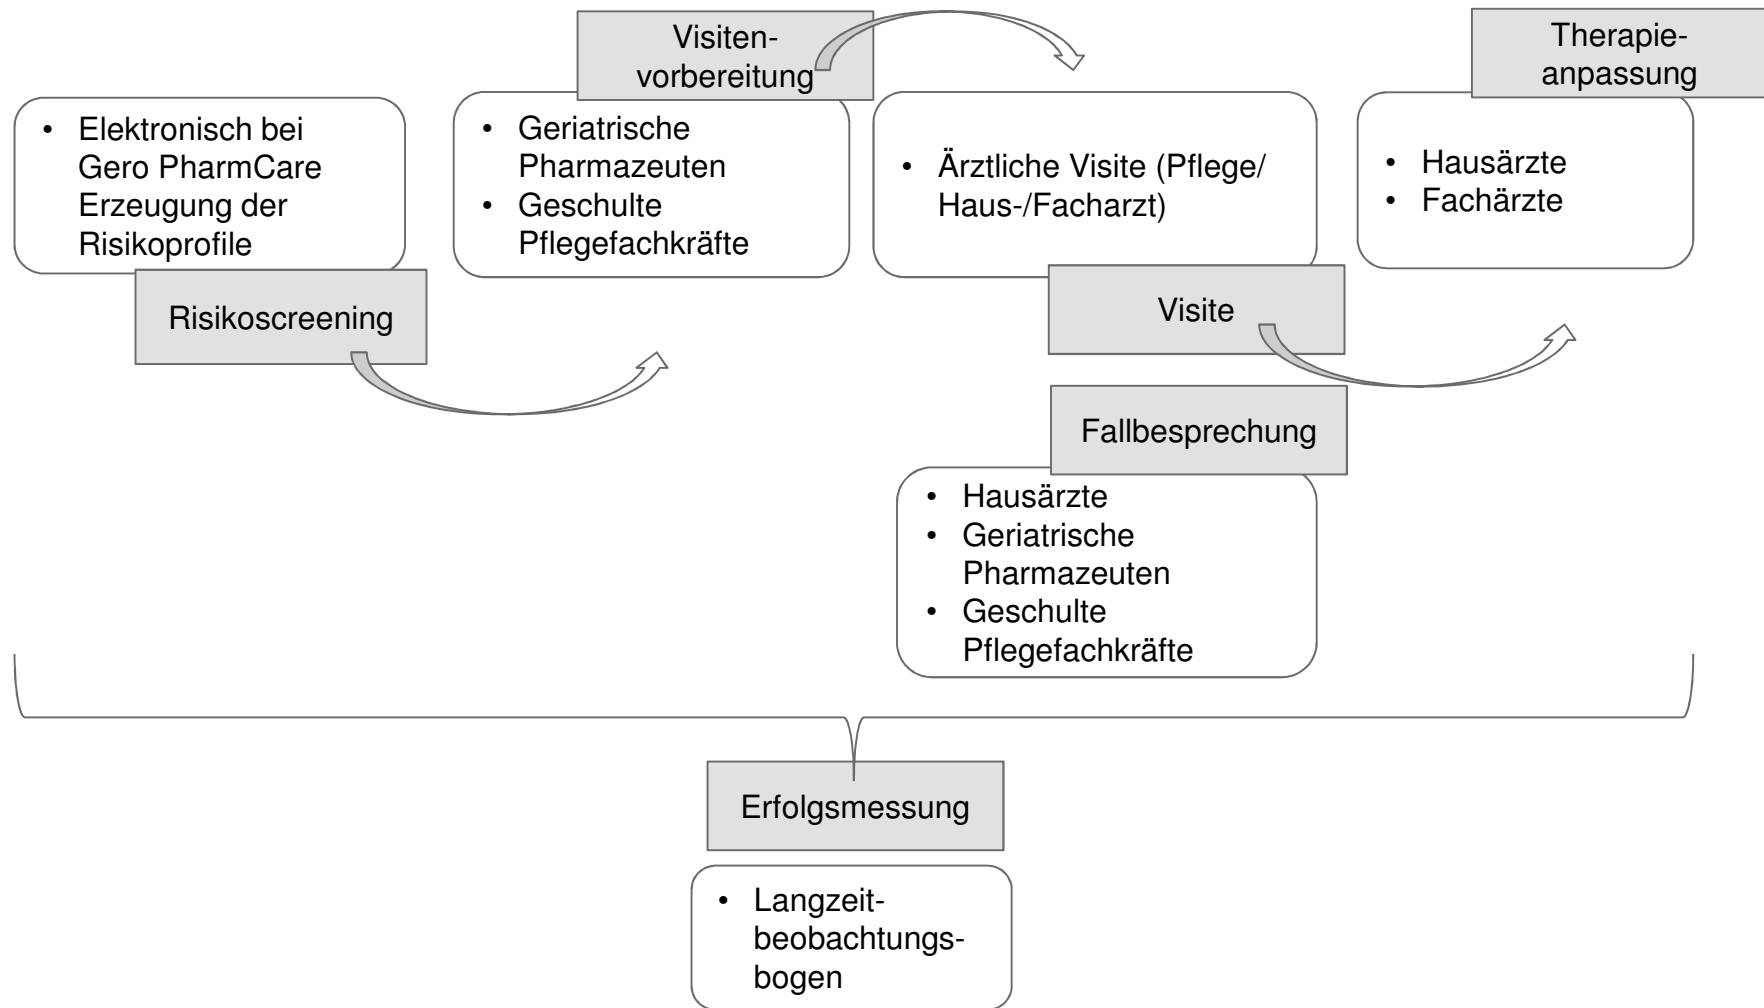 Elektronisch bei
Gero PharmCare
Erzeugung der
Risikoprofile
Risikoscreening
Visiten-
vorbereitung
• Geriatrische
Pharmazeuten
• Geschulte
Pflegefachkräfte
• Ärztliche Visite (Pflege/
Haus-/Facharzt)
Visite
Therapie-
anpassung
• Hausärzte
• Fachärzte
Fallbesprechung
• Hausärzte
• Geriatrische
Pharmazeuten
• Geschulte
Pflegefachkräfte
Erfolgsmessung
• Langzeit-
beobachtungs-
bogen